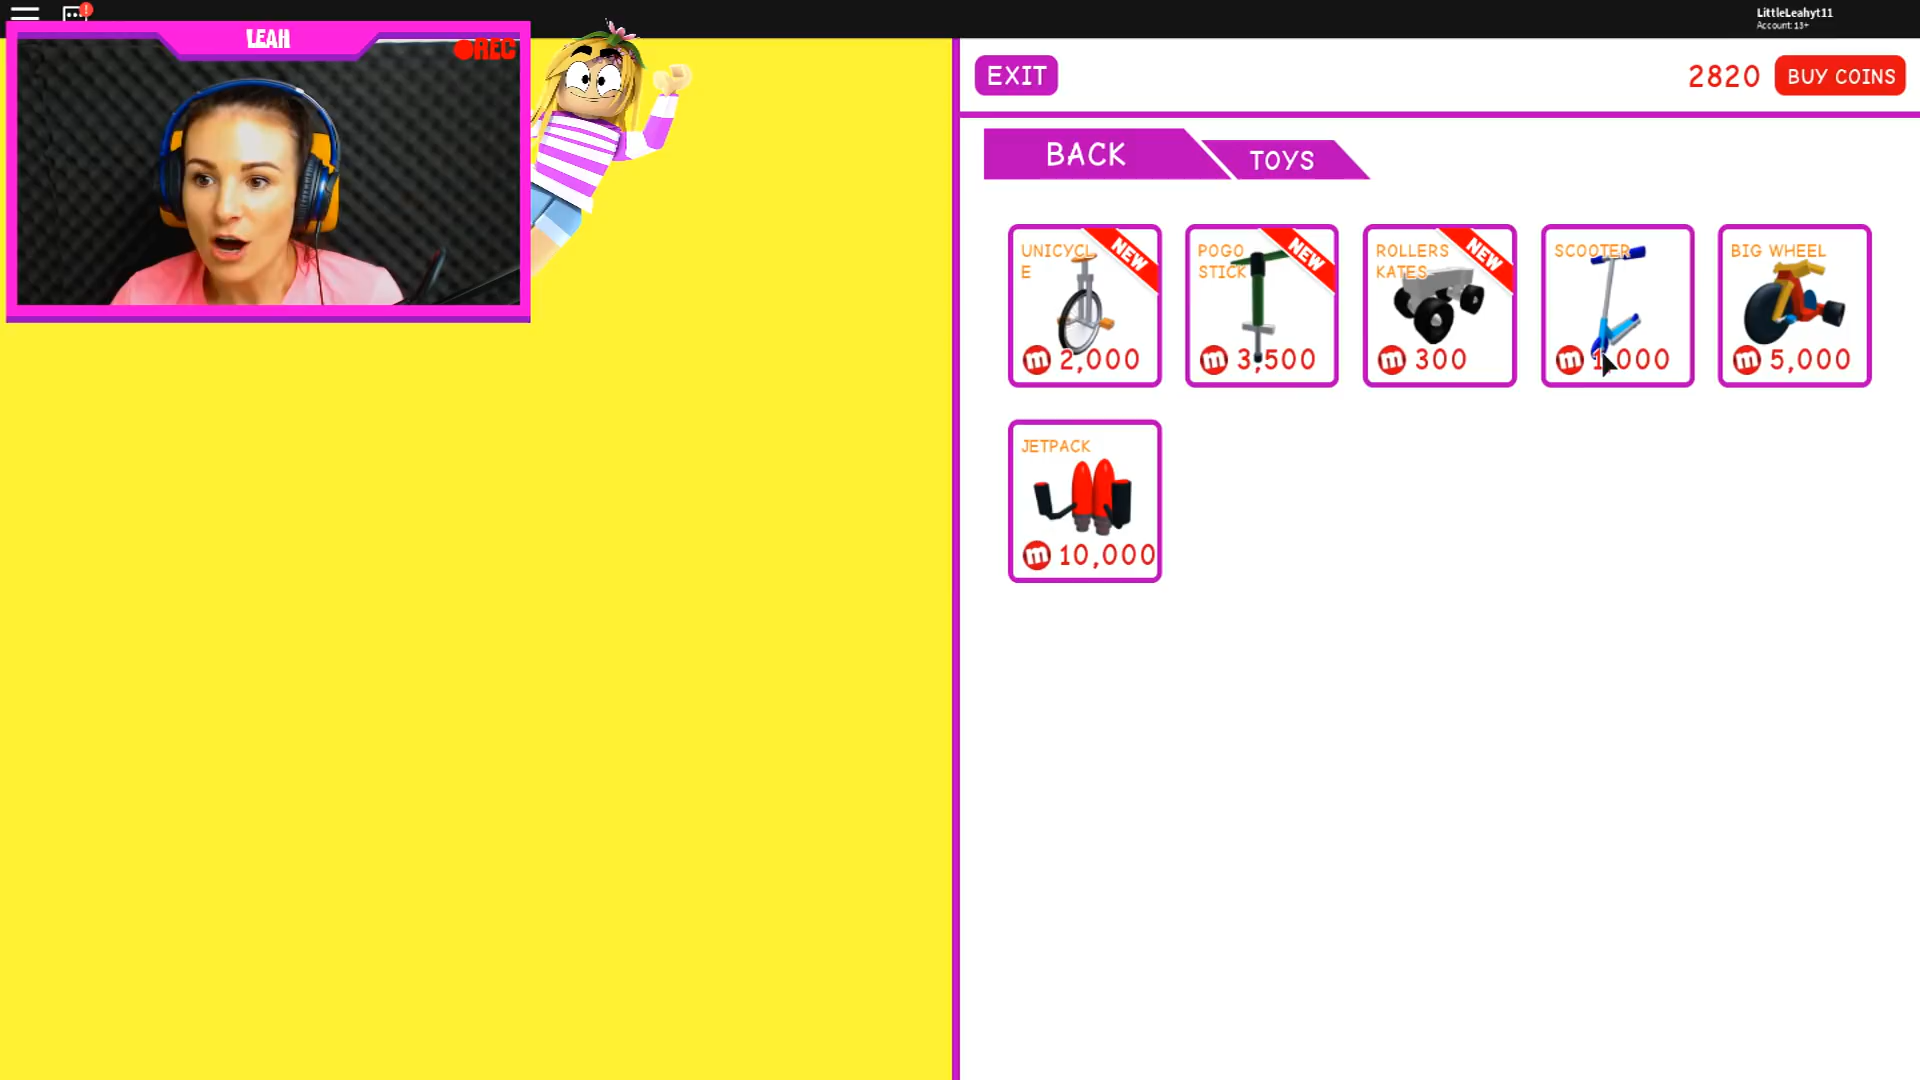 LittleLeahyt11
Account: 13+
LEAH
REC
EXIT
2820
BUY COINS
BACK
TOYS
UNICYCL
E
NEW
m 2,000
POGO
STICK
NEW
m 3,500
ROLLERS
KATES
NEW
m 300
SCOOTER
m 1,000
BIG WHEEL
m 5,000
JETPACK
m 10,000